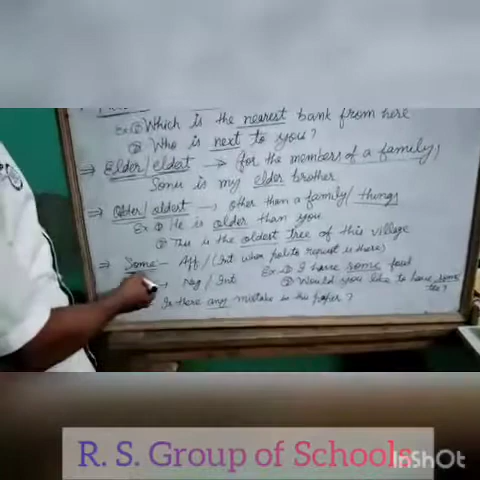 Ex ① Which is the nearest bank from here
② Who is next to you?
⇒ Elder/eldest → for the members of a family,
Sonu is my elder brother
⇒ Older/oldest → other than a family/things
Ex ① He is older than you
② This is the oldest tree of this village
⇒ Some - Aff/(Int when polite request is there)
Ex-① I have some food
Neg/Int ② Would you like to have some tea?
Is there any mistake in this paper?
R. S. Group of Schools
InShOt